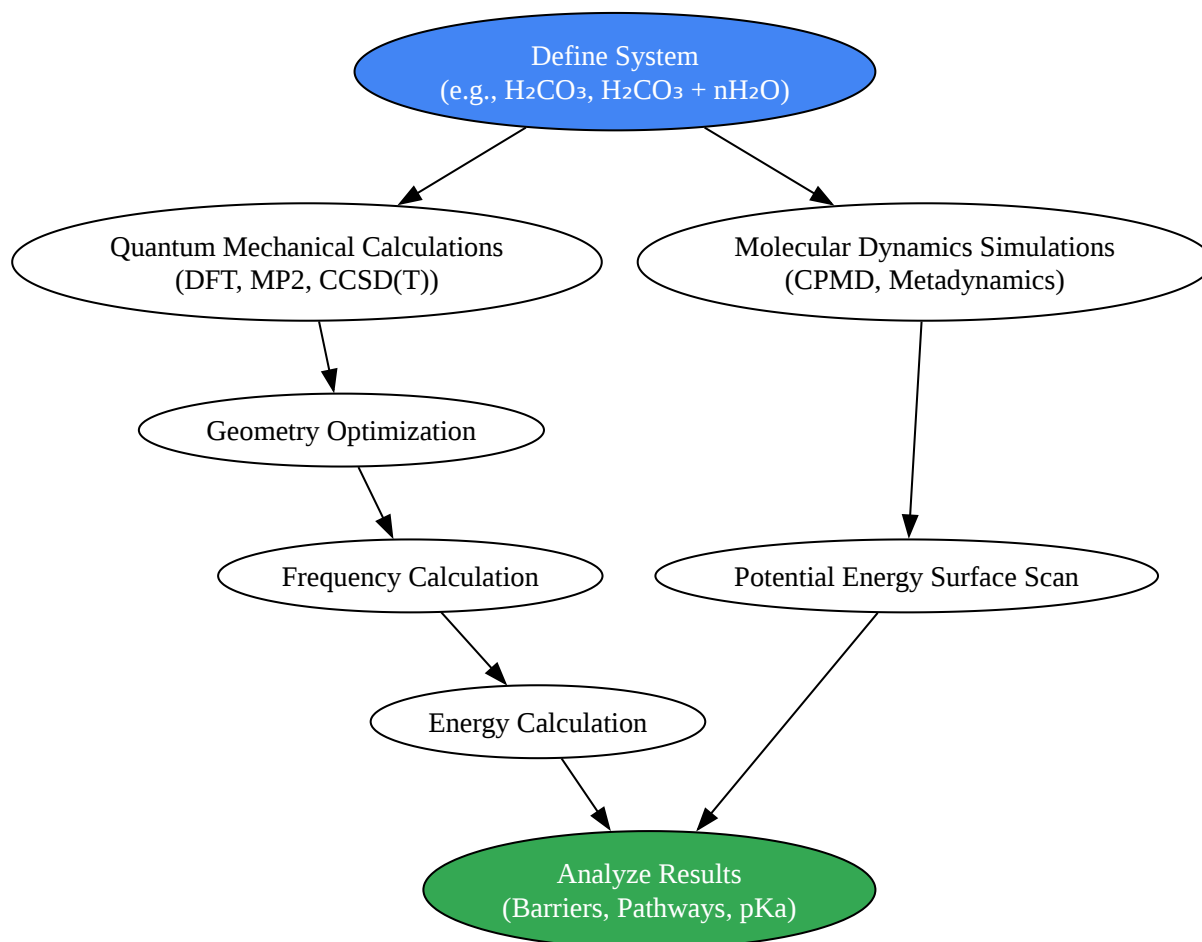 Define System
(e.g., H₂CO₃, H₂CO₃ + nH₂O)
Quantum Mechanical Calculations
(DFT, MP2, CCSD(T))
Molecular Dynamics Simulations
(CPMD, Metadynamics)
Geometry Optimization
Frequency Calculation
Potential Energy Surface Scan
Energy Calculation
Analyze Results
(Barriers, Pathways, pKa)